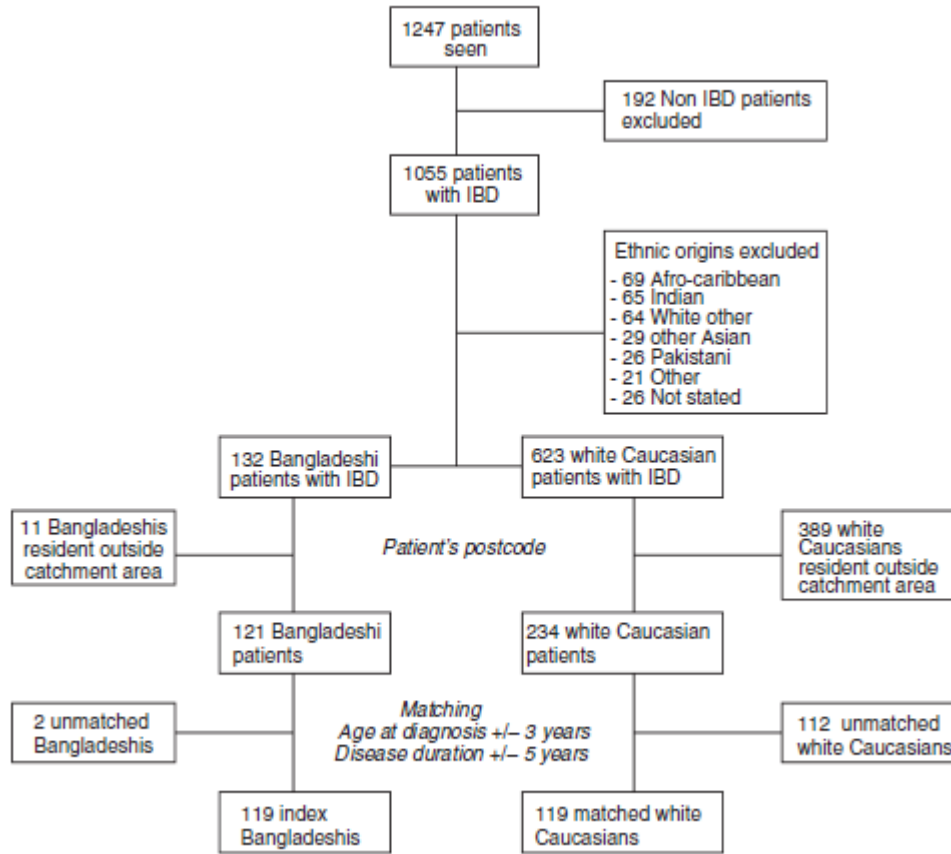 1247 patients
seen
192 Non IBD patients
excluded
1055 patients
with IBD
Ethnic origins excluded
- 69 Afro-caribbean
- 65 Indian
- 64 White other
- 29 other Asian
- 26 Pakistani
- 21 Other
- 26 Not stated
132 Bangladeshi
patients with IBD
623 white Caucasian
patients with IBD
11 Bangladeshis
resident outside
catchment area
Patient's postcode
389 white
Caucasians
resident outside
catchment area
121 Bangladeshi
patients
234 white Caucasian
patients
2 unmatched
Bangladeshis
Matching
Age at diagnosis +/– 3 years
Disease duration +/– 5 years
112 unmatched
white Caucasians
119 index
Bangladeshis
119 matched white
Caucasians